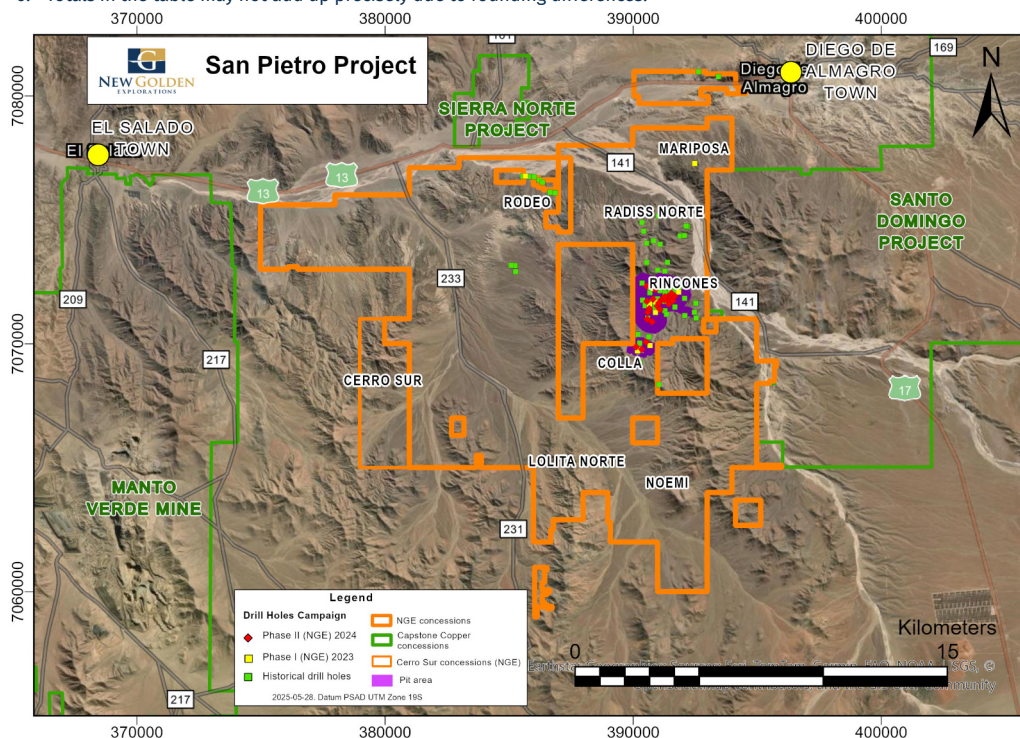 Totals in the table may not add up precisely due to rounding differences.
370000 380000 390000 400000
NEW GOLDEN
EXPLORATIONS
San Pietro Project
N
161
169
DIEGO DE
ALMAGRO
TOWN
Diego
Almagro
7080000
SIERRA NORTE
PROJECT
EL SALADO
TOWN
El
141
MARIPOSA
13
13
RODEO
RADISS NORTE
SANTO
DOMINGO
PROJECT
233
RINCONES
209
141
7070000
217
COLLA
CERRO SUR
17
LOLITA NORTE
NOEMI
MANTO
VERDE MINE
231
7060000
Legend
Drill Holes Campaign
Phase II (NGE) 2024
Phase I (NGE) 2023
Historical drill holes
NGE concessions
Capstone Copper
concessions
Cerro Sur concessions (NGE)
Pit area
2025-05-28. Datum PSAD UTM Zone 19S
Kilometers
0 15
217
370000 380000 390000 400000